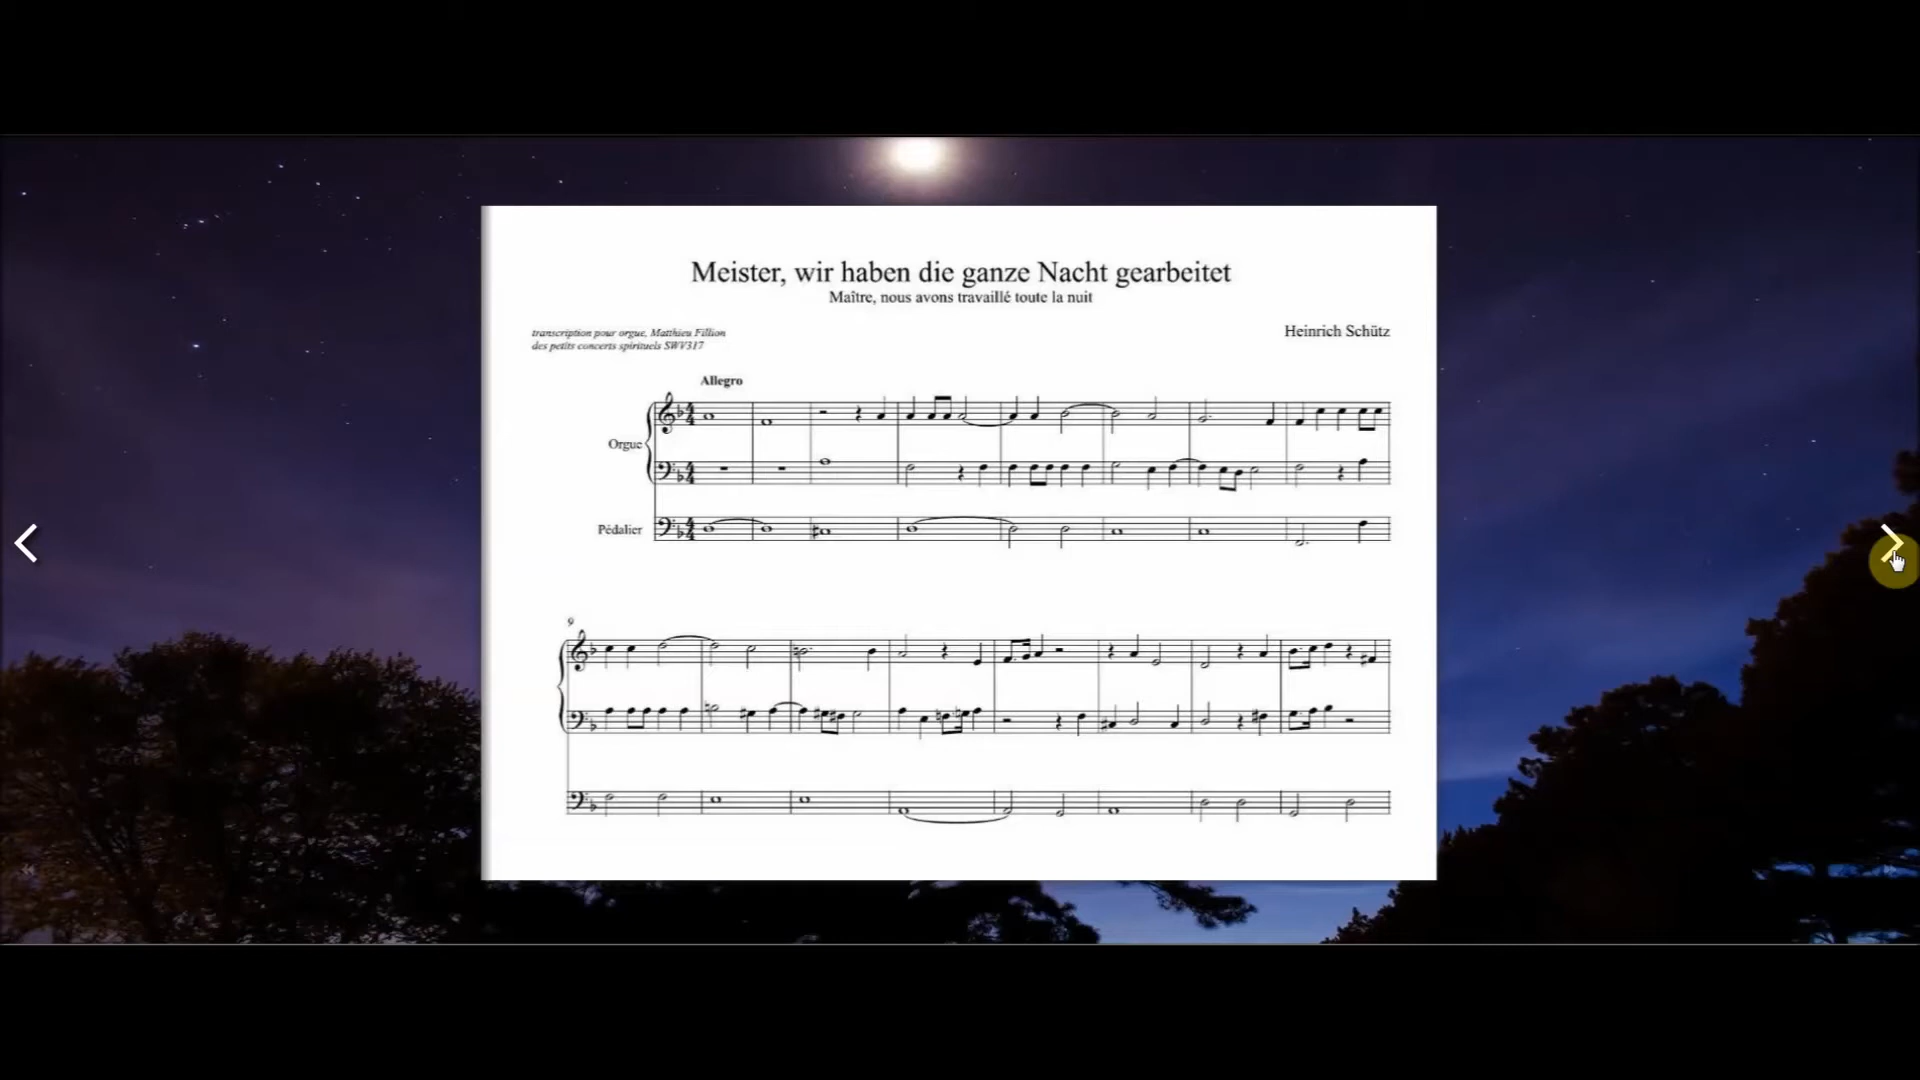 Meister, wir haben die ganze Nacht gearbeitet
Maître, nous avons travaillé toute la nuit
transcription pour orgue, Matthieu Fillion
des petits concerts spirituels SWV317
Heinrich Schütz
Allegro
Orgue
Pédalier
9